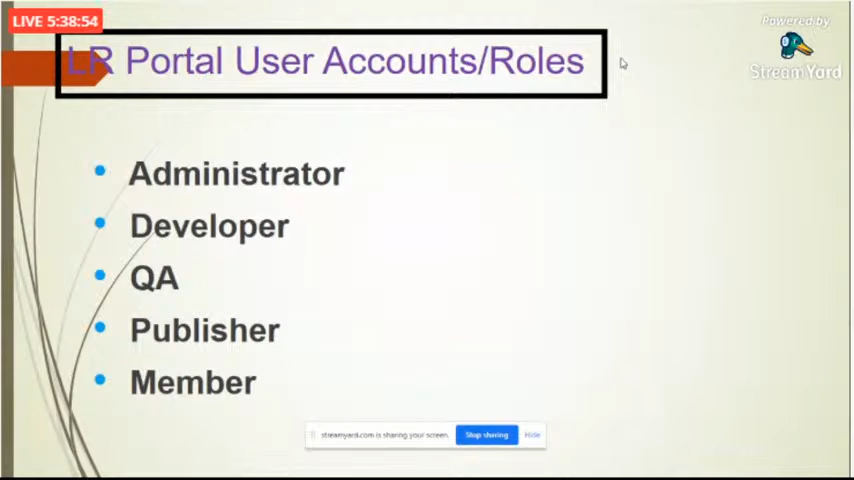 LIVE 5:38:54
Powered by
StreamYard
LR Portal User Accounts/Roles
Administrator
Developer
QA
Publisher
Member
streamyard.com is sharing your screen.
Stop sharing
Hide